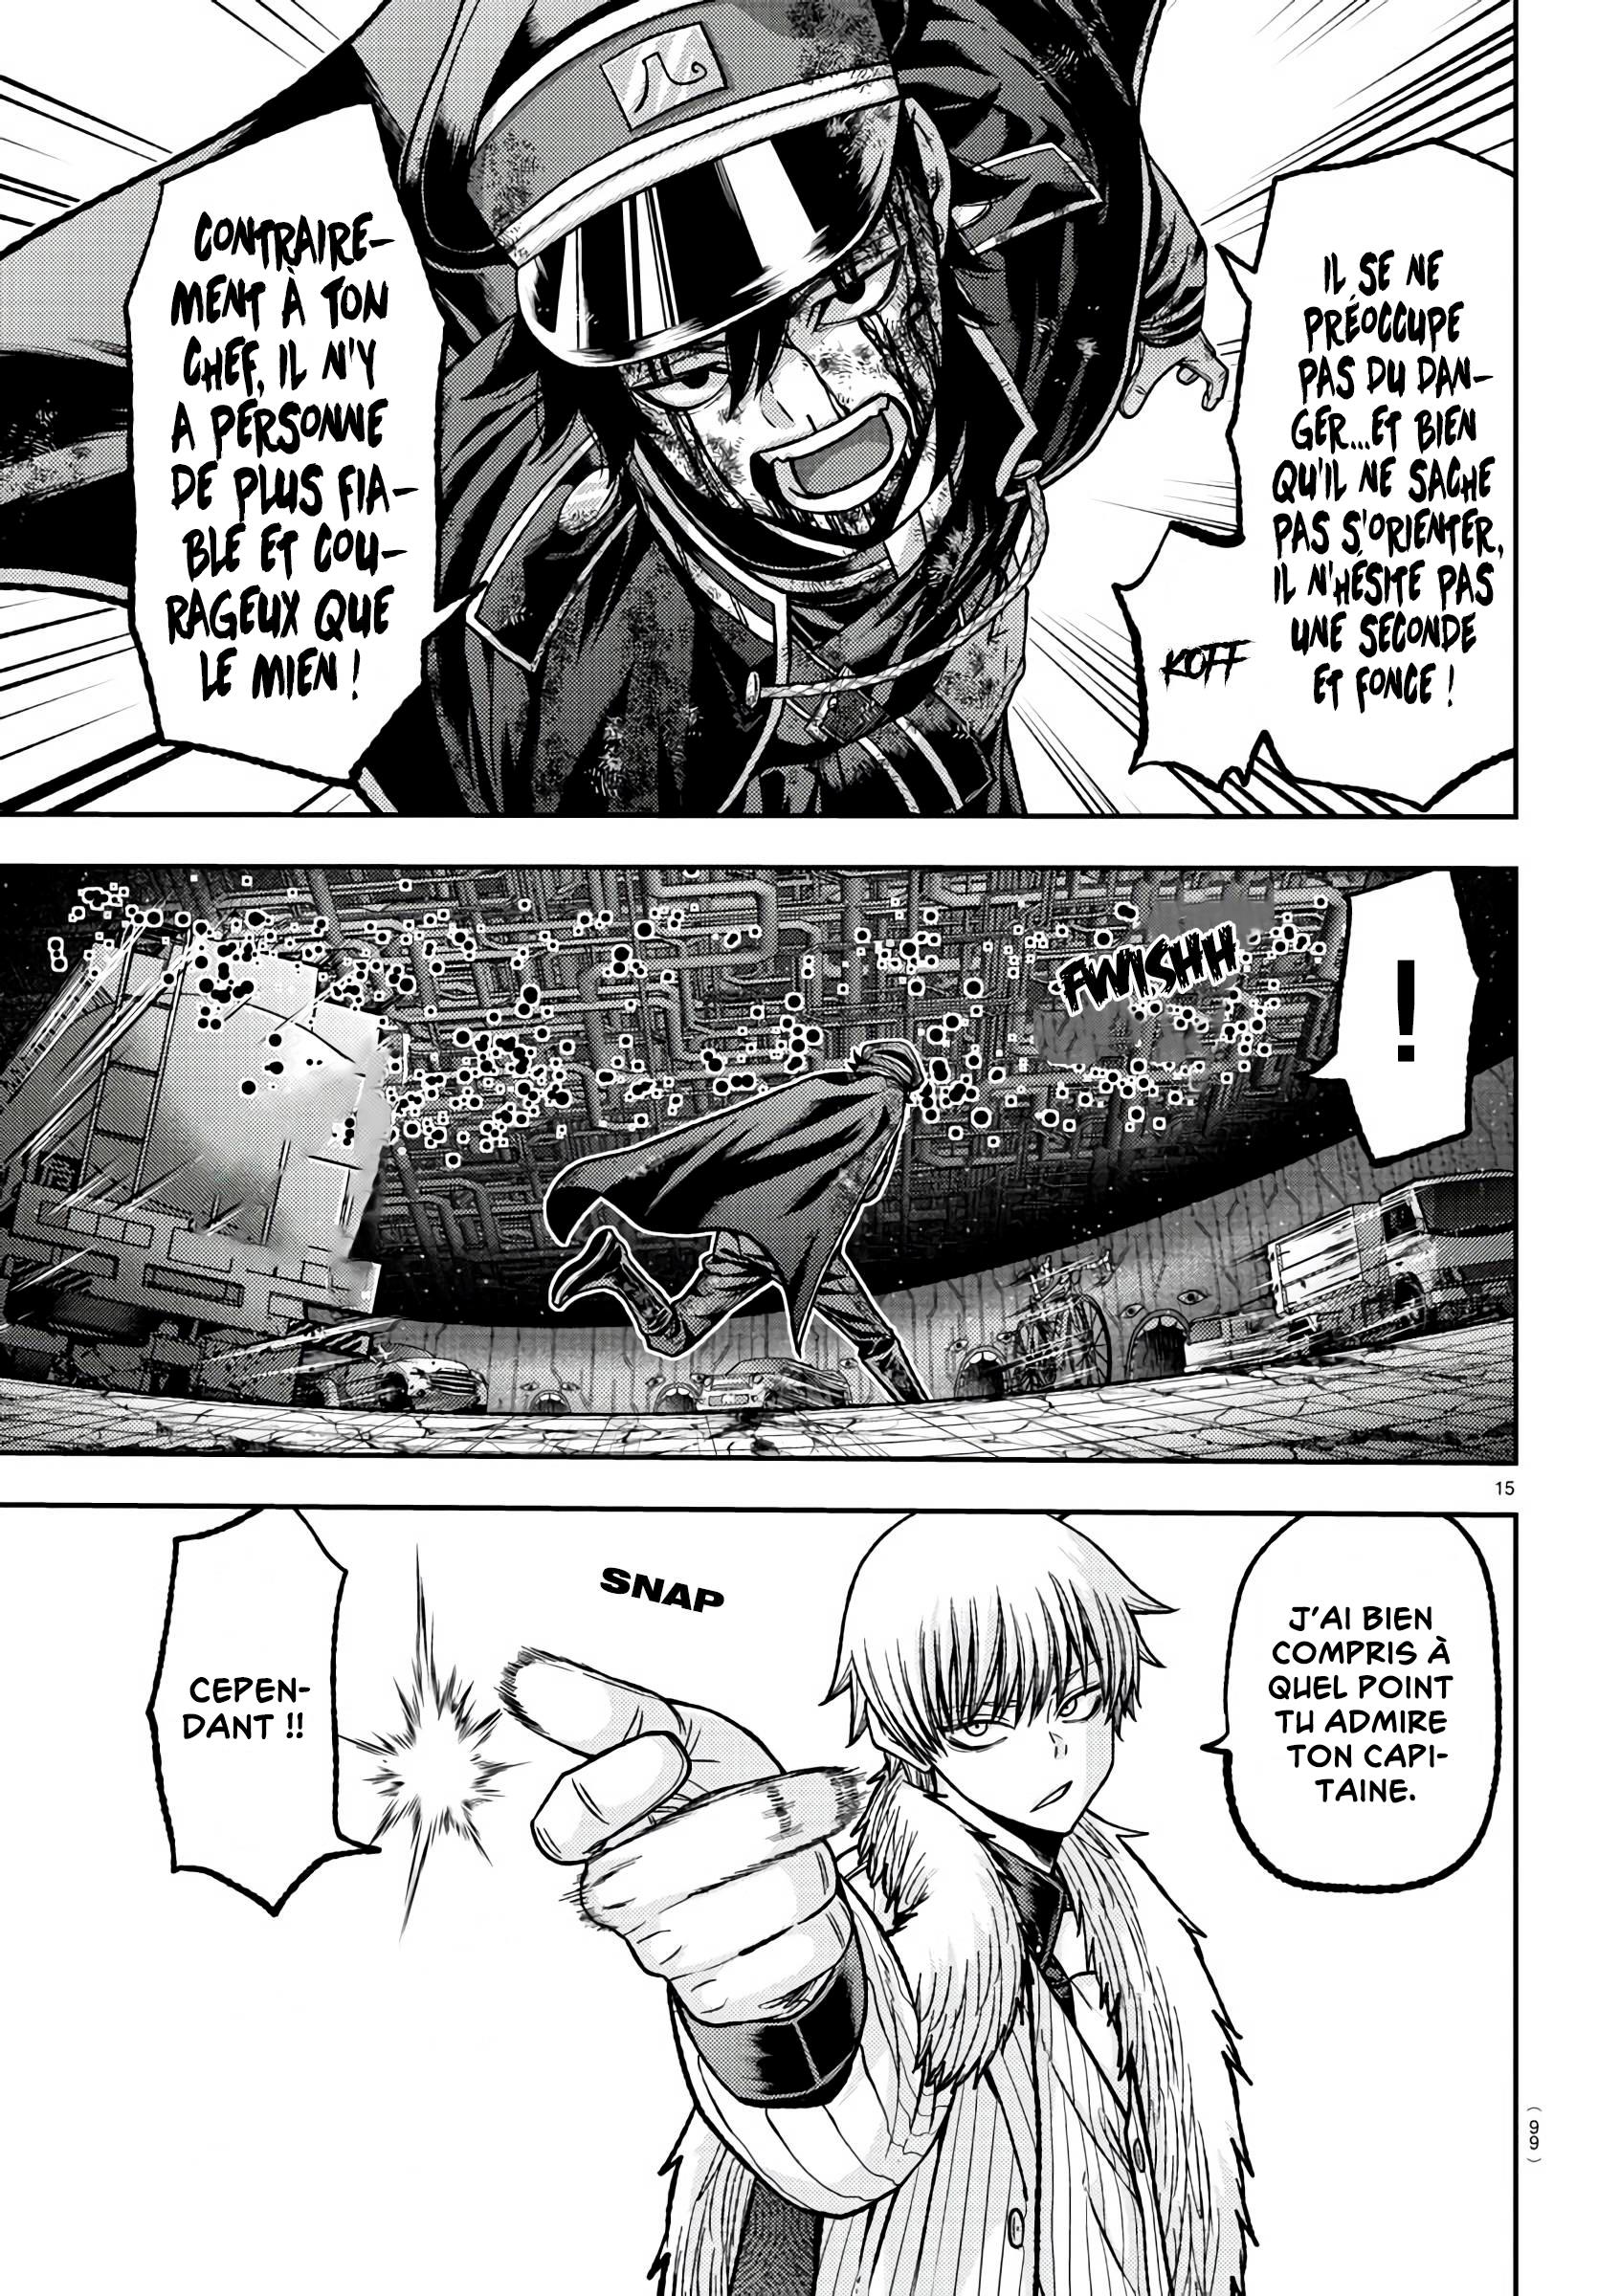 IL SE NE
PRÉOCCUPE
PAS DU DAN-
GER...ET BIEN
QU'IL NE SACHE
PAS S'ORIENTER,
IL N'HÉSITE PAS
UNE SECONDE
ET FONCE !
KOFF
CONTRAIRE-
MENT À TON
CHEF, IL N'Y
A PERSONNE
DE PLUS FIA-
BLE ET COU-
RAGEUX QUE
LE MIEN !
!
FWISHH
15
J'AI BIEN
COMPRIS À
QUEL POINT
TU ADMIRE
TON CAPI-
TAINE.
SNAP
CEPEN-
DANT !!
(99)